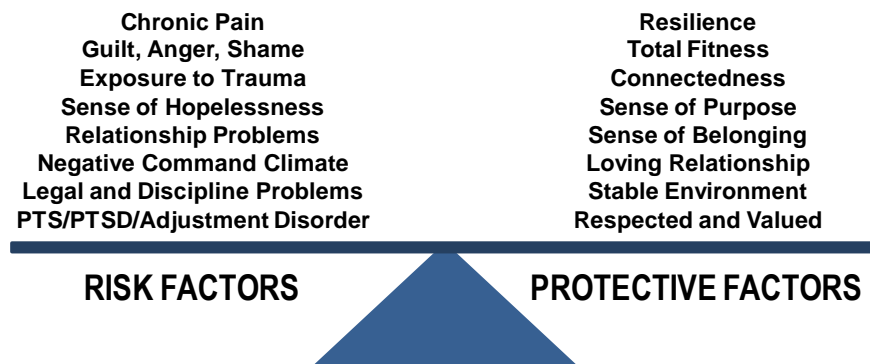 Chronic Pain
Guilt, Anger, Shame
Exposure to Trauma
Sense of Hopelessness
Relationship Problems
Negative Command Climate
Legal and Discipline Problems
PTS/PTSD/Adjustment Disorder
RISK FACTORS
Resilience
Total Fitness
Connectedness
Sense of Purpose
Sense of Belonging
Loving Relationship
Stable Environment
Respected and Valued
PROTECTIVE FACTORS